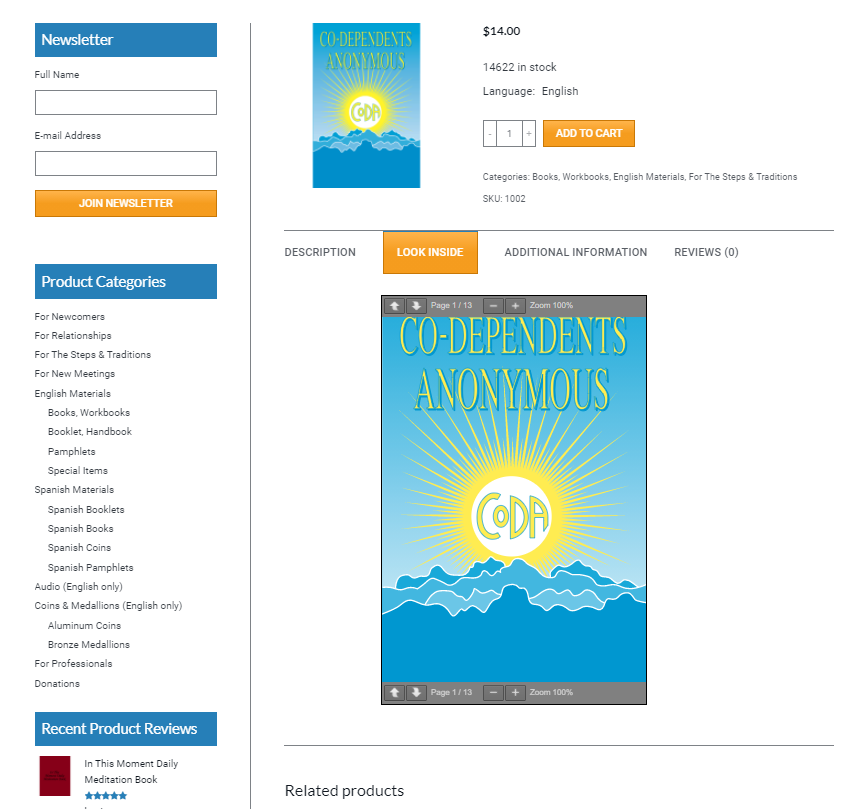 Newsletter
Full Name
E-mail Address
JOIN NEWSLETTER
Product Categories
For Newcomers
For Relationships
For The Steps & Traditions
For New Meetings
English Materials
Books, Workbooks
Booklet, Handbook
Pamphlets
Special Items
Spanish Materials
Spanish Booklets
Spanish Books
Spanish Coins
Spanish Pamphlets
Audio (English only)
Coins & Medallions (English only)
Aluminum Coins
Bronze Medallions
For Professionals
Donations
Recent Product Reviews
In This Moment Daily
Meditation Book
CO-DEPENDENTS
ANONYMOUS
CoDA
$14.00
14622 in stock
Language: English
- 1 +
ADD TO CART
Categories: Books, Workbooks, English Materials, For The Steps & Traditions
SKU: 1002
DESCRIPTION
LOOK INSIDE
ADDITIONAL INFORMATION
REVIEWS (0)
Page 1 / 13
Zoom 100%
CO-DEPENDENTS
ANONYMOUS
CoDA
Page 1 / 13
Zoom 100%
Related products